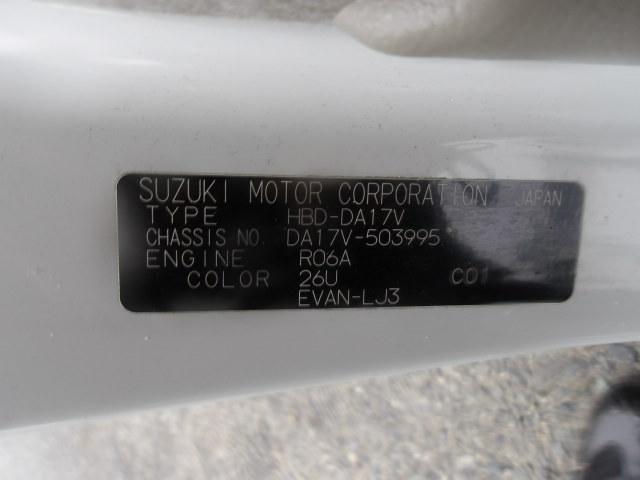 SUZUKI MOTOR CORPORATION JAPAN
TYPE HBD-DA17V
CHASSIS NO. DA17V-503995
ENGINE R06A
COLOR 26U C01
EVAN-LJ3